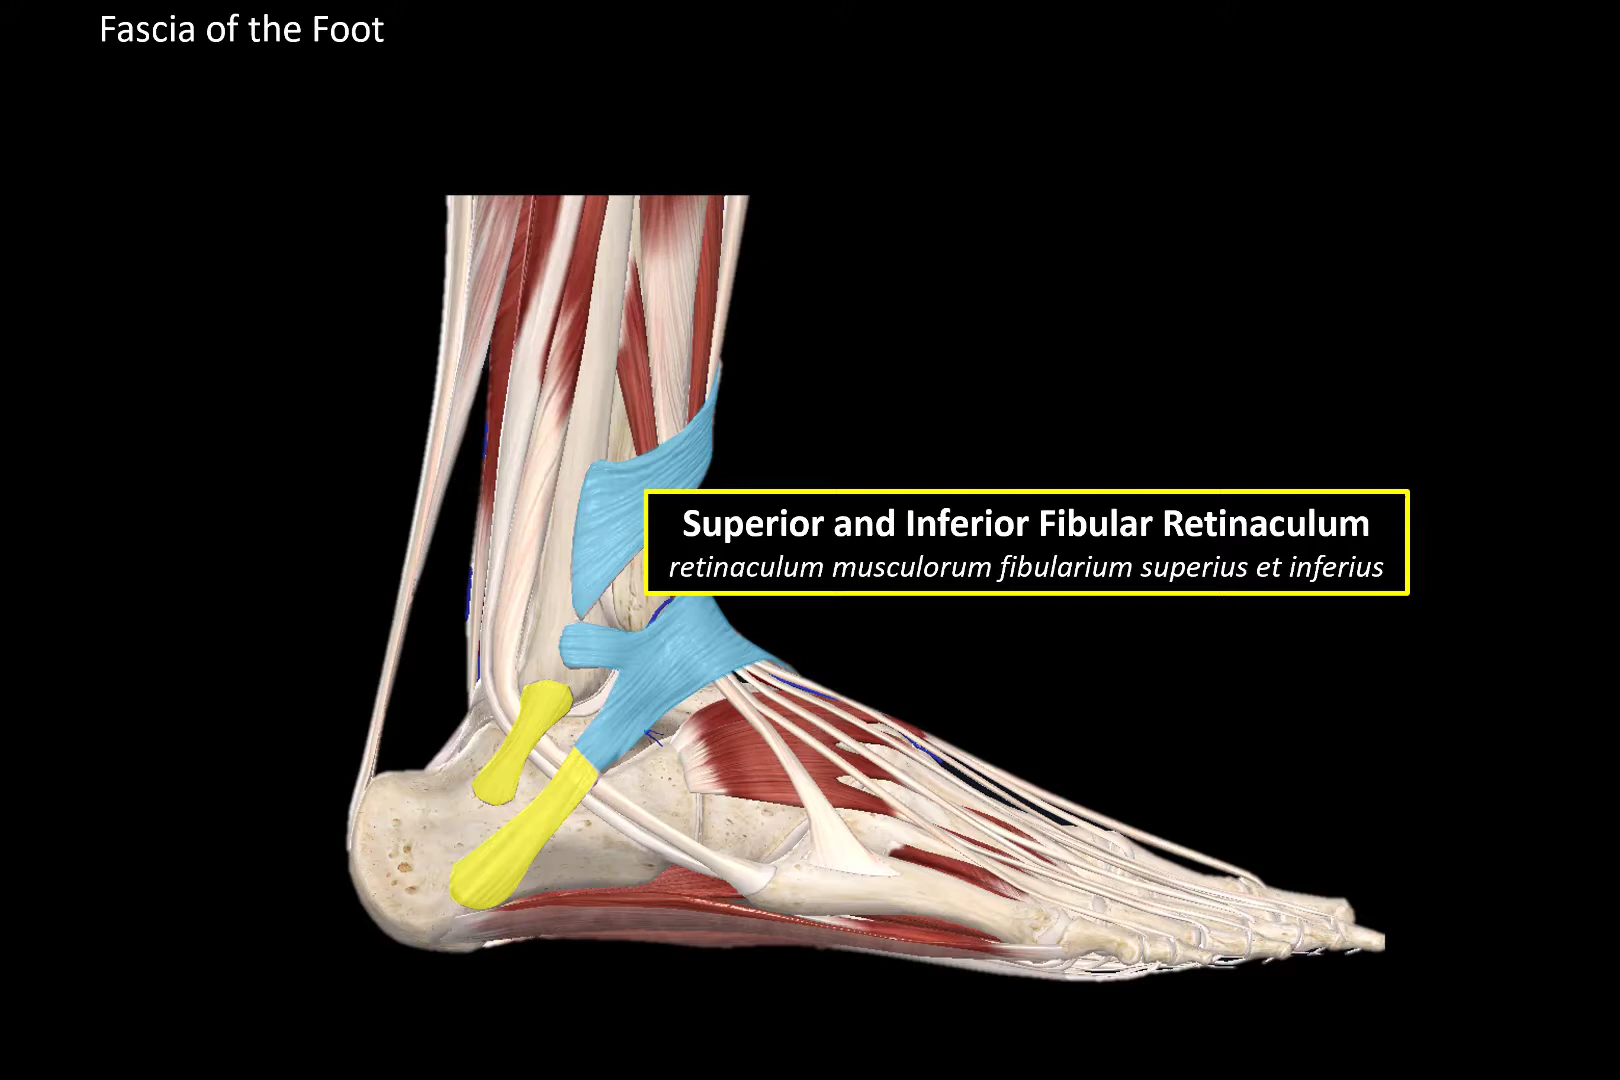 Fascia of the Foot
Superior and Inferior Fibular Retinaculum
retinaculum musculorum fibularium superius et inferius